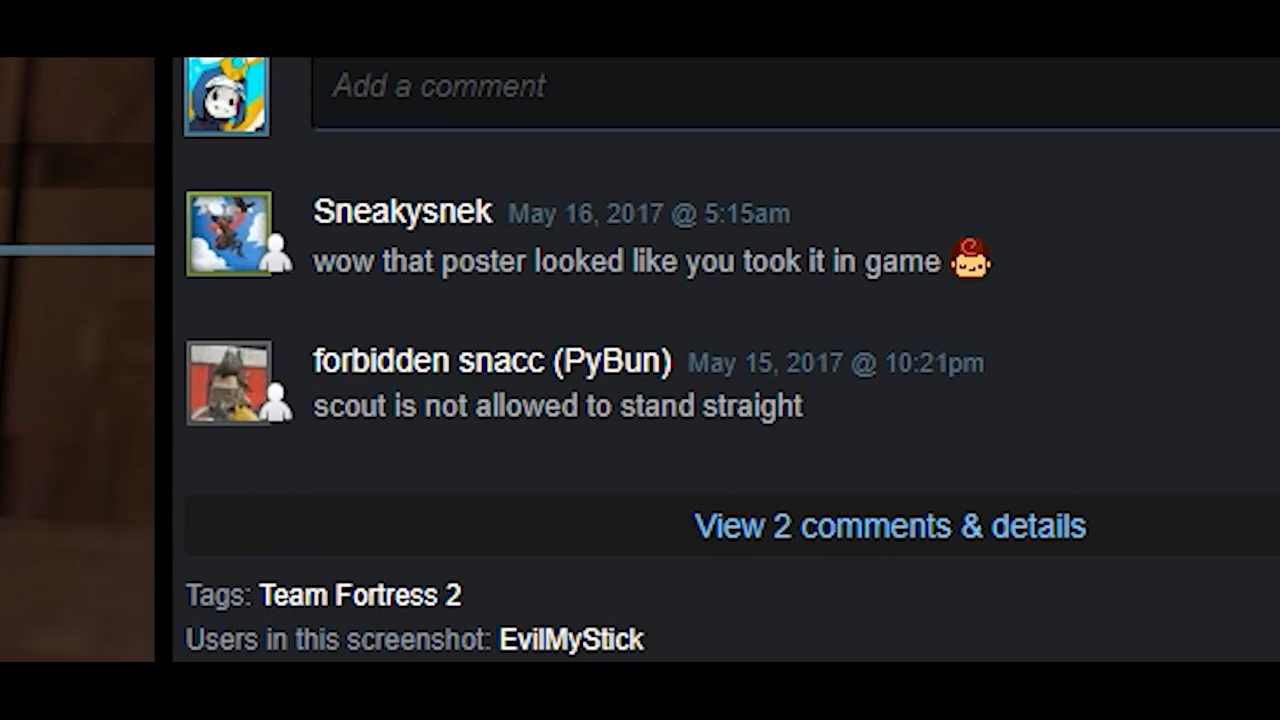 Add a comment
Sneakysnek May 16, 2017 @ 5:15am
wow that poster looked like you took it in game
forbidden snacc (PyBun) May 15, 2017 @ 10:21pm
scout is not allowed to stand straight
View 2 comments & details
Tags: Team Fortress 2
Users in this screenshot: EvilMyStick